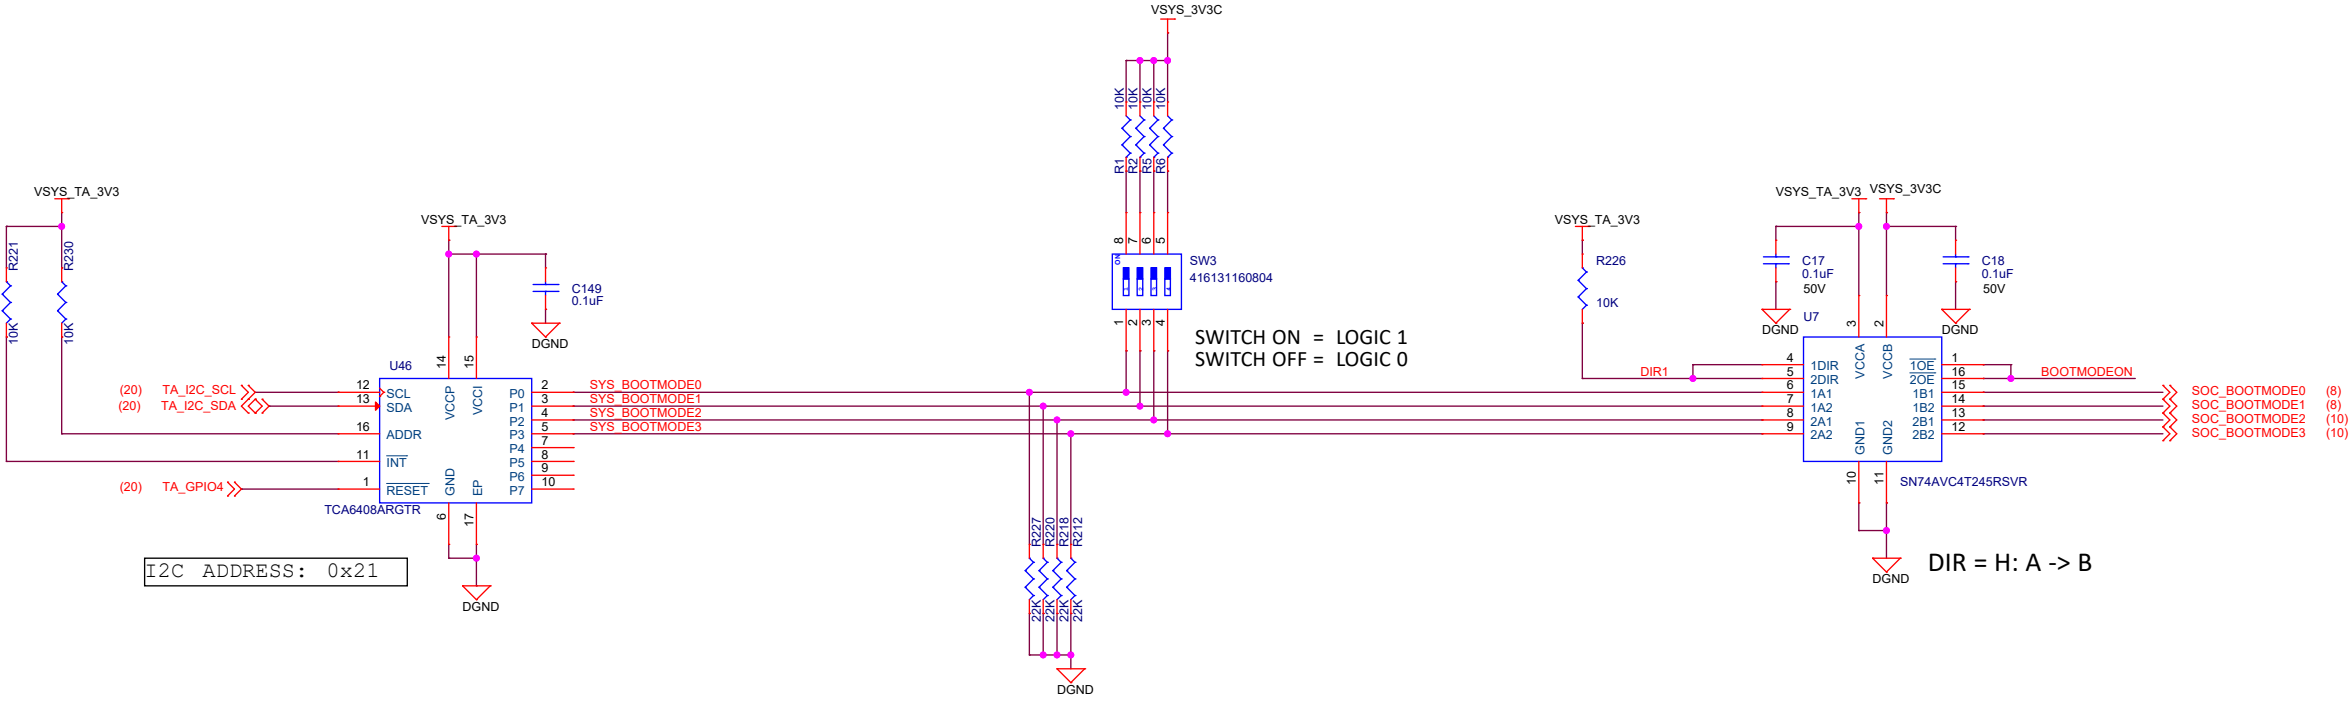 VSYS_3V3C
10K
10K
10K
10K
R1
R2
R5
R6
8
7
6
5
ON
1
2
3
4
SW3
416131160804
1
2
3
4
SWITCH ON = LOGIC 1
SWITCH OFF = LOGIC 0
VSYS_TA_3V3
R221
R230
10K
10K
VSYS_TA_3V3
C149
0.1uF
DGND
U46
14
15
VCCP
VCCI
(20) TA_I2C_SCL
12
SCL
(20) TA_I2C_SDA
13
SDA
16
ADDR
11
INT
(20) TA_GPIO4
1
RESET
GND
EP
TCA6408ARGTR
6
17
DGND
P0
2
SYS_BOOTMODE0
P1
3
SYS_BOOTMODE1
P2
4
SYS_BOOTMODE2
P3
5
SYS_BOOTMODE3
P4
7
P5
8
P6
9
P7
10
I2C ADDRESS: 0x21
R227
R220
R218
R212
22K
22K
22K
22K
DGND
VSYS_TA_3V3
R226
10K
DIR1
VSYS_TA_3V3
VSYS_3V3C
C17
0.1uF
50V
DGND
C18
0.1uF
50V
DGND
U7
3
2
VCCA
VCCB
4
1DIR
5
2DIR
6
1A1
7
1A2
8
2A1
9
2A2
1OE
1
2OE
16
BOOTMODEON
1B1
15
SOC_BOOTMODE0 (8)
1B2
14
SOC_BOOTMODE1 (8)
2B1
13
SOC_BOOTMODE2 (10)
2B2
12
SOC_BOOTMODE3 (10)
GND1
GND2
10
11
SN74AVC4T245RSVR
DGND
DIR = H: A -> B